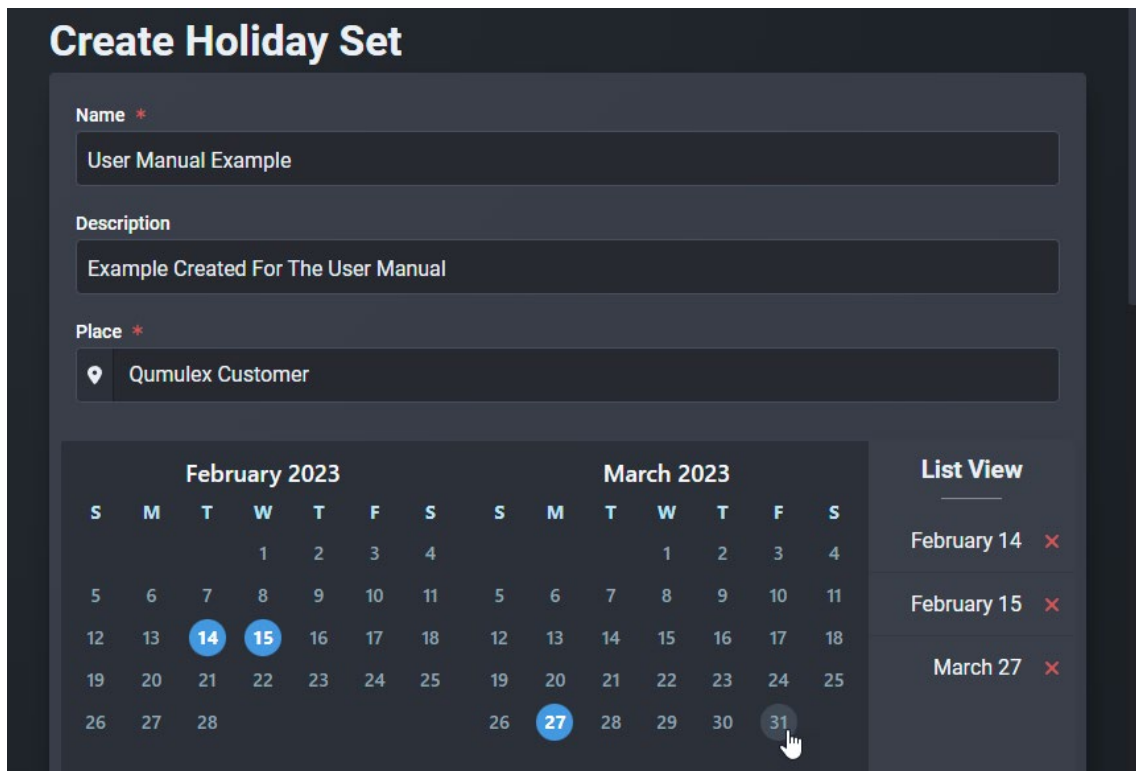 Create Holiday Set
Name *
User Manual Example
Description
Example Created For The User Manual
Place *
Qumulex Customer
February 2023
S M T W T F S
1 2 3 4
5 6 7 8 9 10 11
12 13 14 15 16 17 18
19 20 21 22 23 24 25
26 27 28
March 2023
S M T W T F S
1 2 3 4
5 6 7 8 9 10 11
12 13 14 15 16 17 18
19 20 21 22 23 24 25
26 27 28 29 30 31
List View
February 14 ×
February 15 ×
March 27 ×